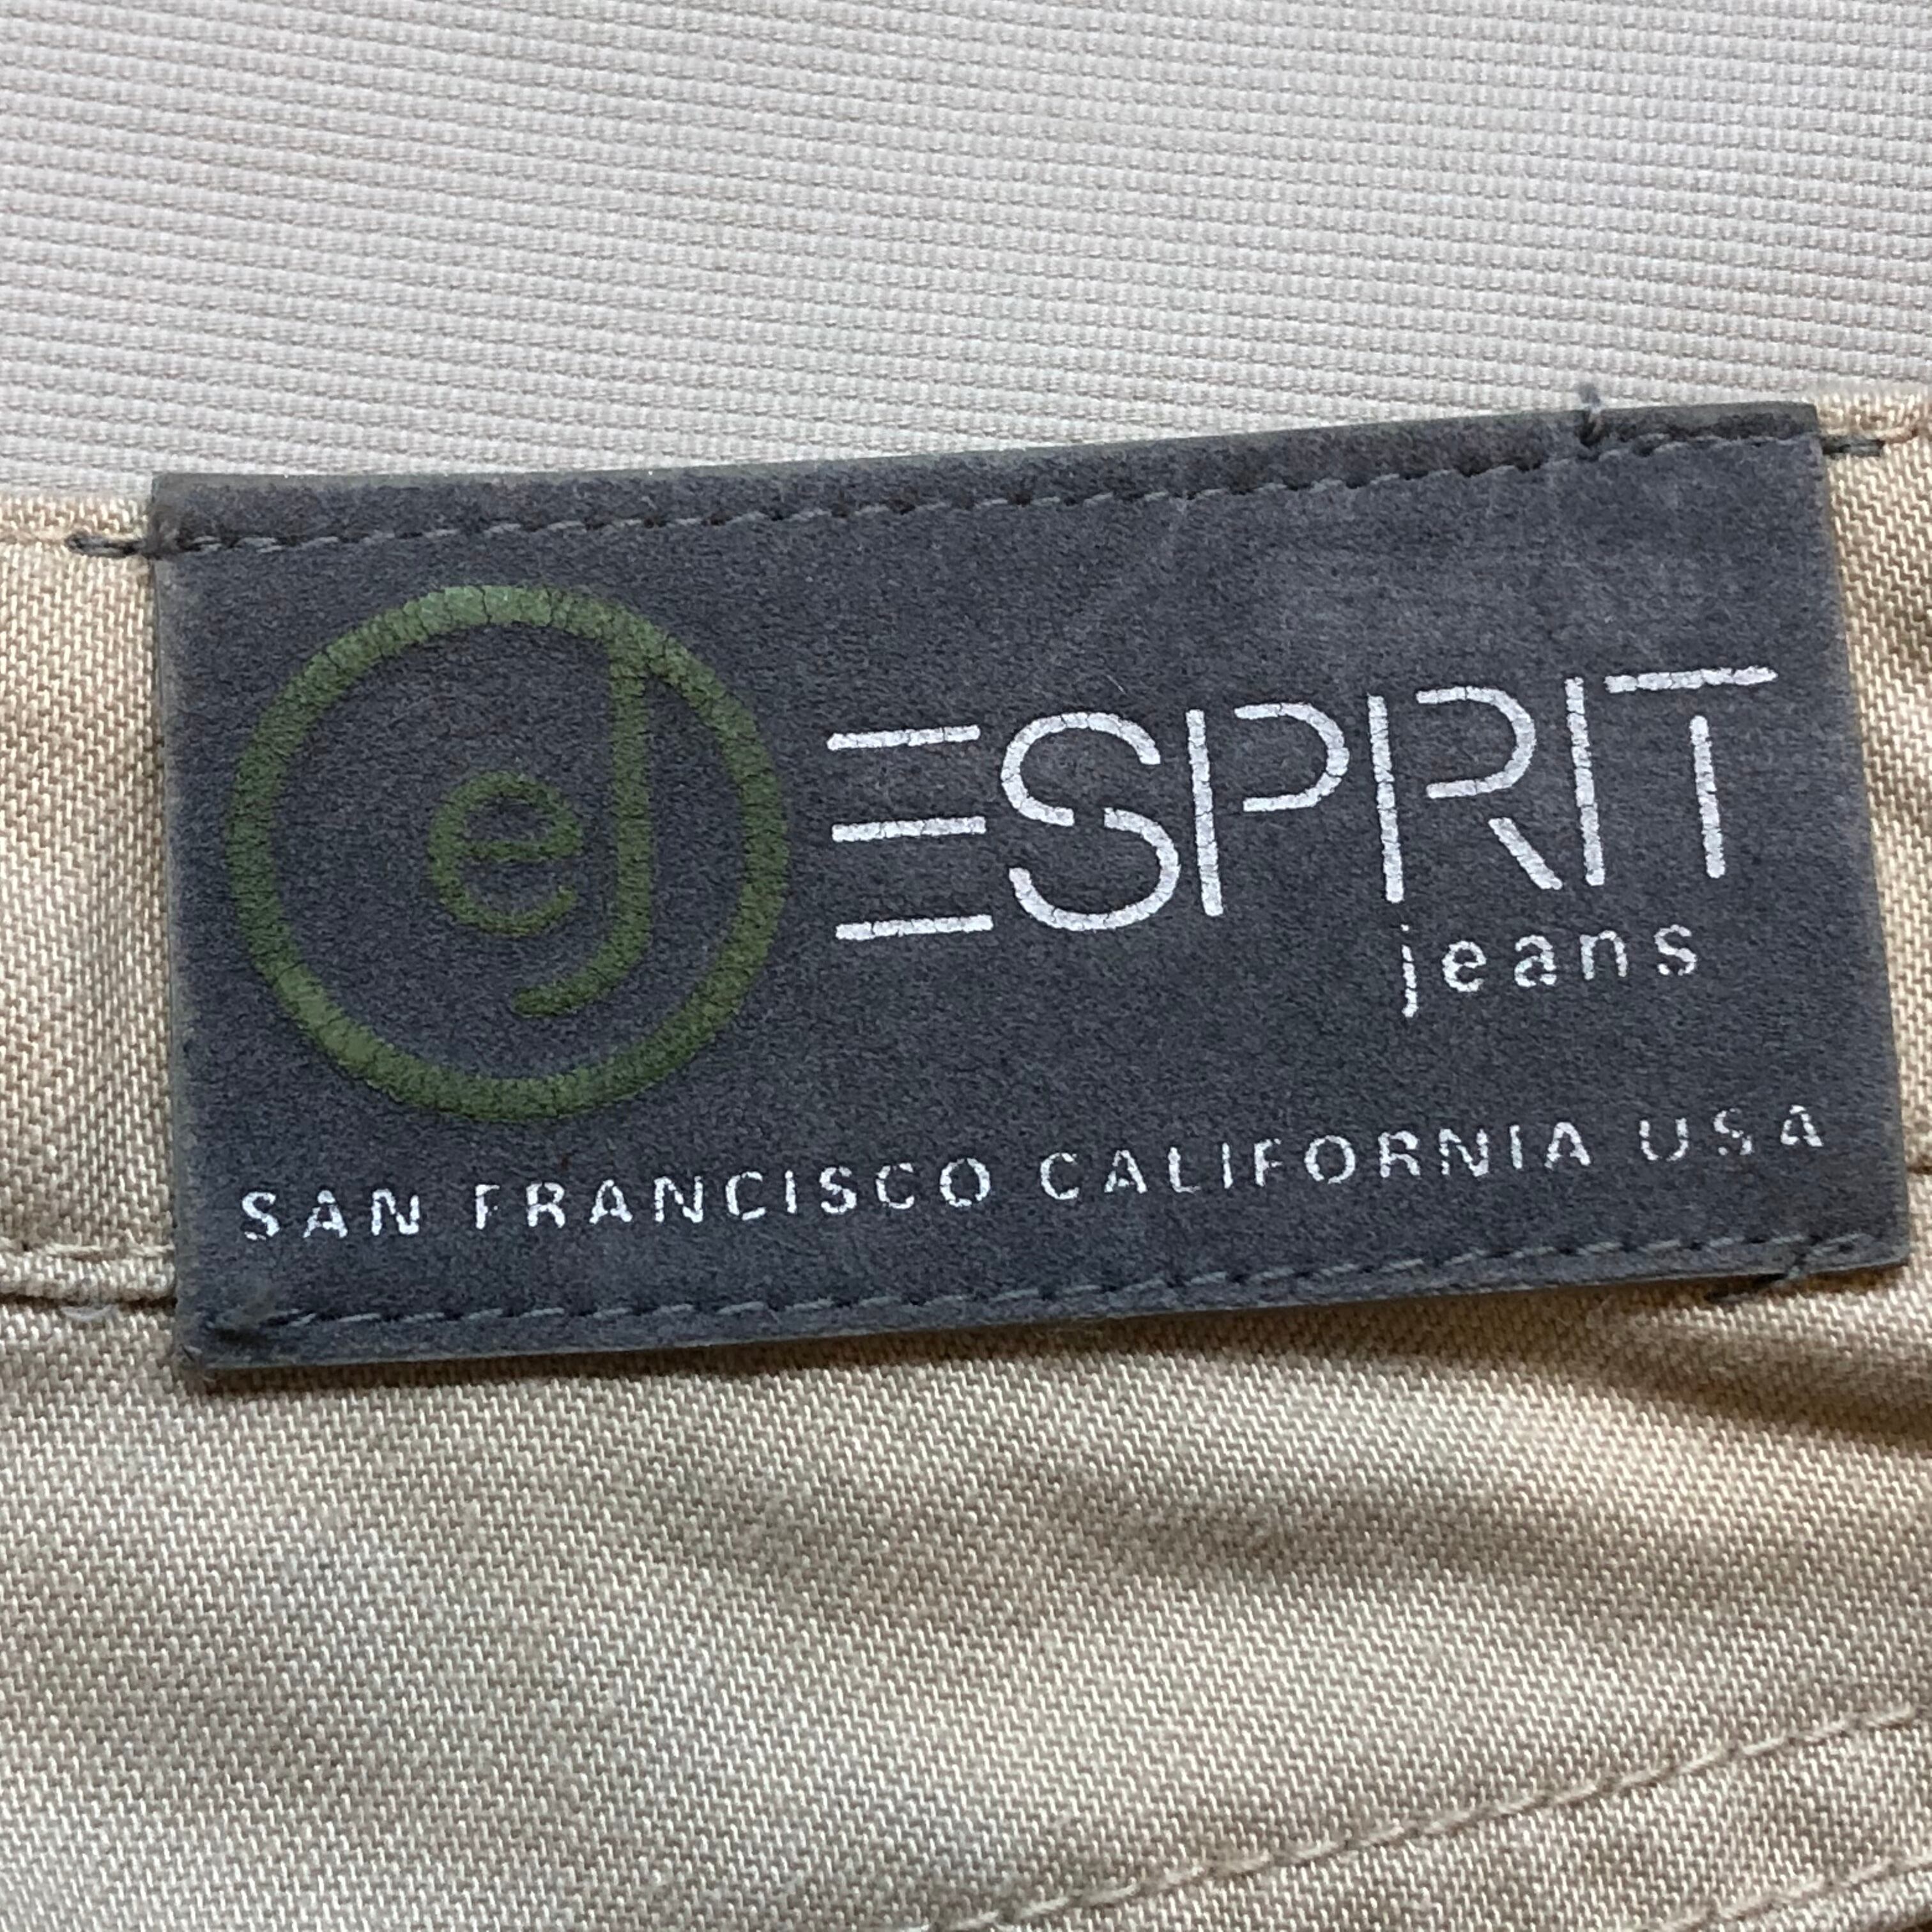 ej
ESPRIT
jeans
SAN FRANCISCO CALIFORNIA USA